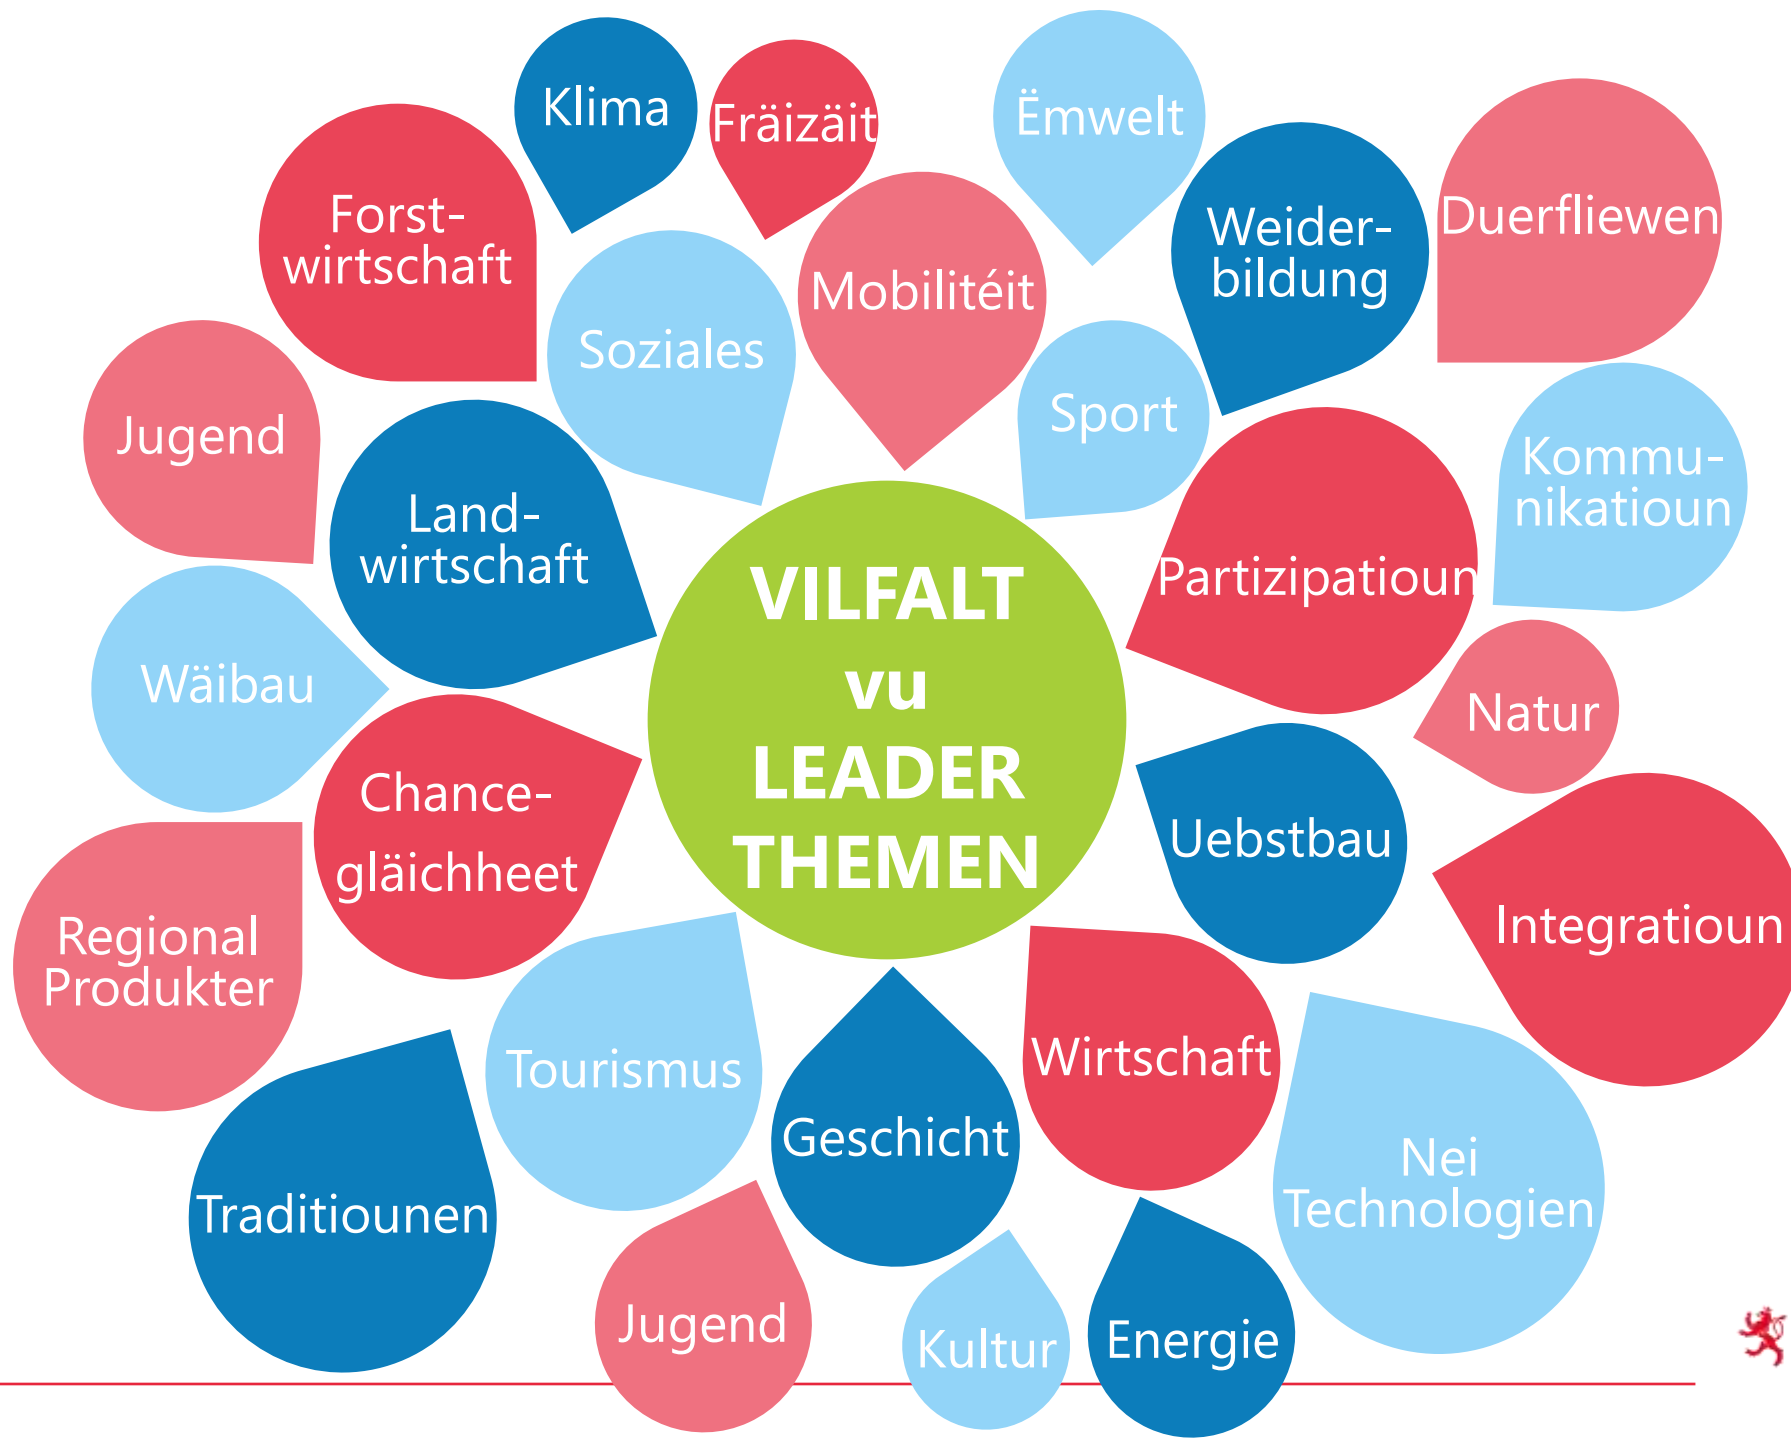 Klima
Fräizäit
Ëmwelt
Forst-
wirtschaft
Weider-
bildung
Duerfliewen
Mobilitéit
Soziales
Sport
Jugend
Kommu-
nikatioun
Land-
wirtschaft
Partizipatioun
VILFALT
vu
LEADER
THEMEN
Wäibau
Natur
Chance-
gläichheet
Uebstbau
Integratioun
Regional
Produkter
Tourismus
Wirtschaft
Geschicht
Nei
Technologien
Traditiounen
Jugend
Kultur
Energie